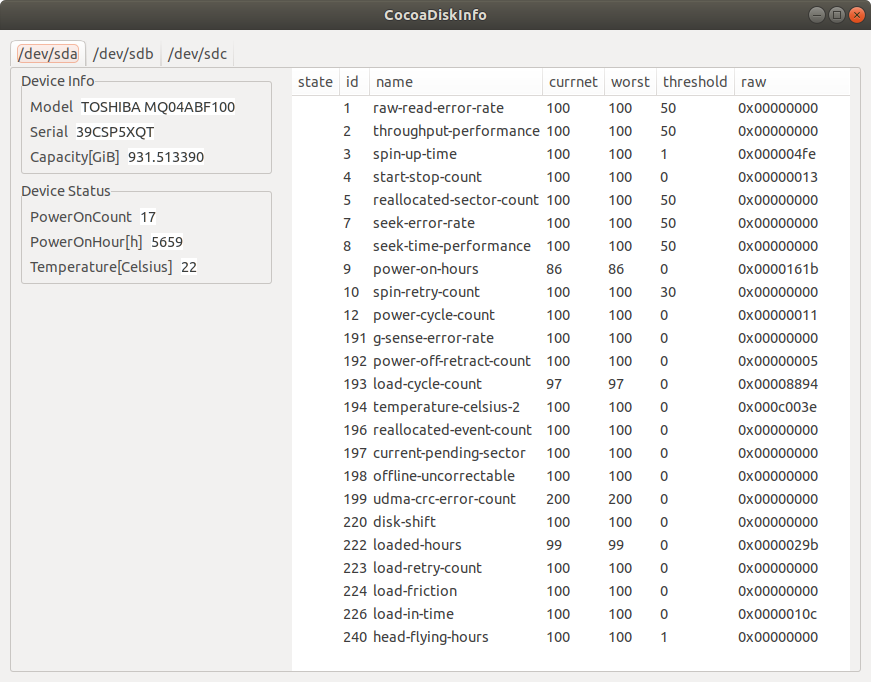 CocoaDiskInfo
/dev/sda /dev/sdb /dev/sdc
Device Info
Model TOSHIBA MQ04ABF100
Serial 39CSP5XQT
Capacity[GiB] 931.513390
Device Status
PowerOnCount 17
PowerOnHour[h] 5659
Temperature[Celsius] 22
state id name currnet worst threshold raw
1 raw-read-error-rate 100 100 50 0x00000000
2 throughput-performance 100 100 50 0x00000000
3 spin-up-time 100 100 1 0x000004fe
4 start-stop-count 100 100 0 0x00000013
5 reallocated-sector-count 100 100 50 0x00000000
7 seek-error-rate 100 100 50 0x00000000
8 seek-time-performance 100 100 50 0x00000000
9 power-on-hours 86 86 0 0x0000161b
10 spin-retry-count 100 100 30 0x00000000
12 power-cycle-count 100 100 0 0x00000011
191 g-sense-error-rate 100 100 0 0x00000000
192 power-off-retract-count 100 100 0 0x00000005
193 load-cycle-count 97 97 0 0x00008894
194 temperature-celsius-2 100 100 0 0x000c003e
196 reallocated-event-count 100 100 0 0x00000000
197 current-pending-sector 100 100 0 0x00000000
198 offline-uncorrectable 100 100 0 0x00000000
199 udma-crc-error-count 200 200 0 0x00000000
220 disk-shift 100 100 0 0x00000000
222 loaded-hours 99 99 0 0x0000029b
223 load-retry-count 100 100 0 0x00000000
224 load-friction 100 100 0 0x00000000
226 load-in-time 100 100 0 0x0000010c
240 head-flying-hours 100 100 1 0x00000000